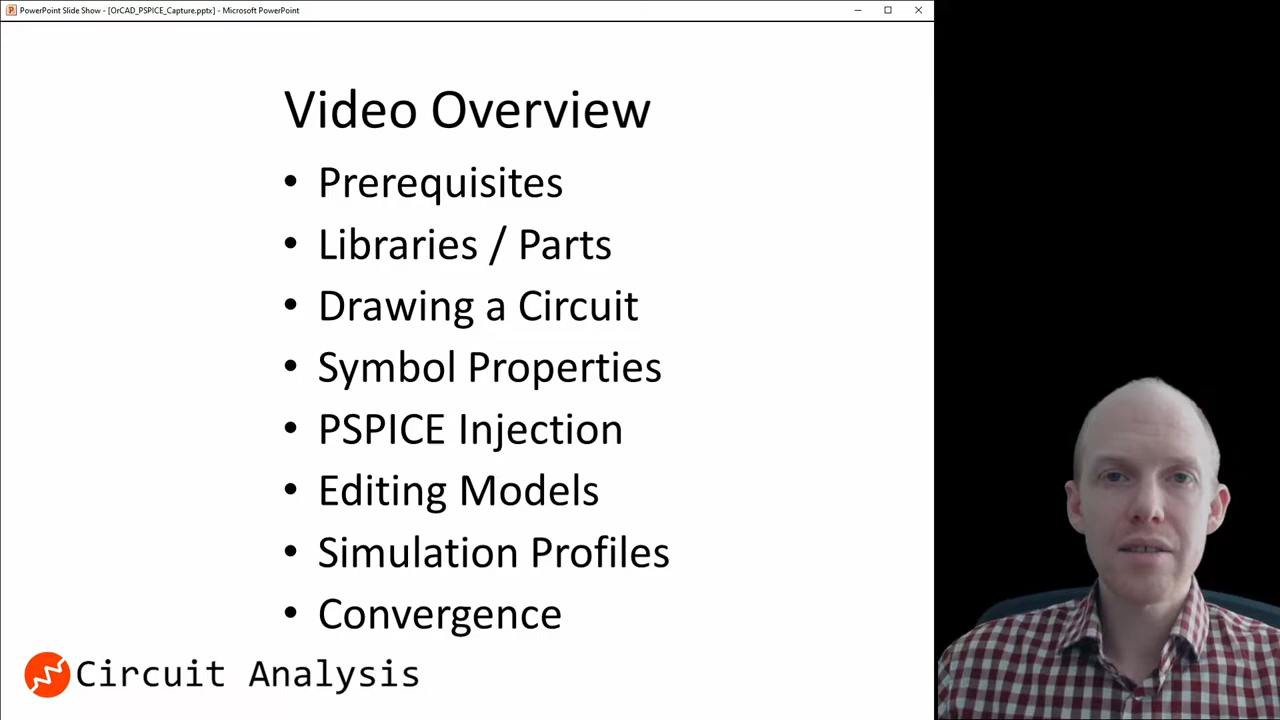 PowerPoint Slide Show - [OrCAD_PSPICE_Capture.pptx] - Microsoft PowerPoint
Video Overview
• Prerequisites
• Libraries / Parts
• Drawing a Circuit
• Symbol Properties
• PSPICE Injection
• Editing Models
• Simulation Profiles
• Convergence
Circuit Analysis